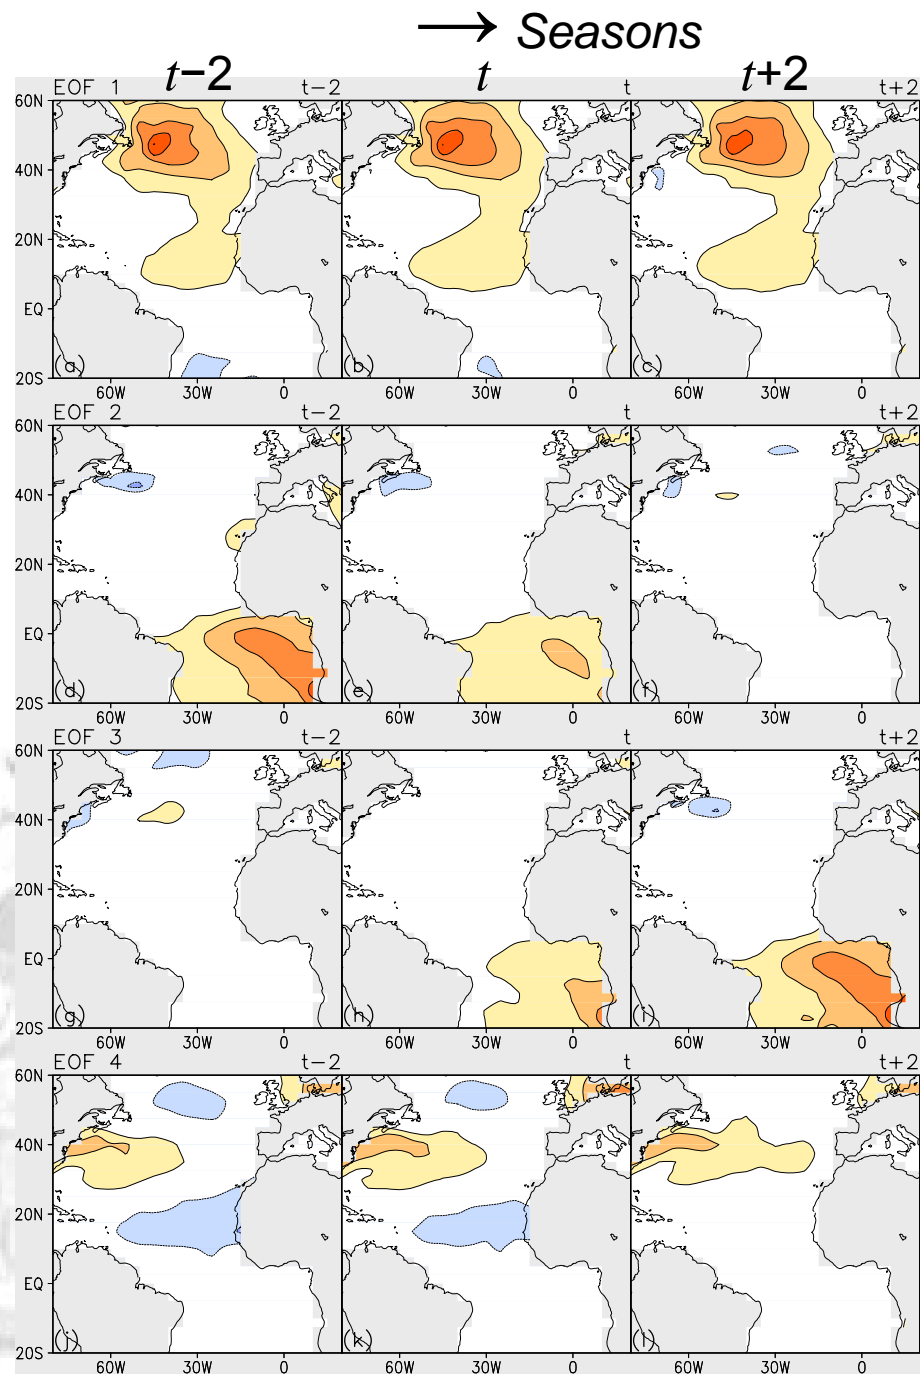 → Seasons
t−2 t t+2
EOF 1 t−2 t t+2
60N
40N
20N
EQ
20S
(a) (b) (c)
60W 30W 0 60W 30W 0 60W 30W 0
EOF 2 t−2 t t+2
60N
40N
20N
EQ
20S
(d) (e) (f)
60W 30W 0 60W 30W 0 60W 30W 0
EOF 3 t−2 t t+2
60N
40N
20N
EQ
20S
(g) (h) (i)
60W 30W 0 60W 30W 0 60W 30W 0
EOF 4 t−2 t t+2
60N
40N
20N
EQ
20S
(j) (k) (l)
60W 30W 0 60W 30W 0 60W 30W 0